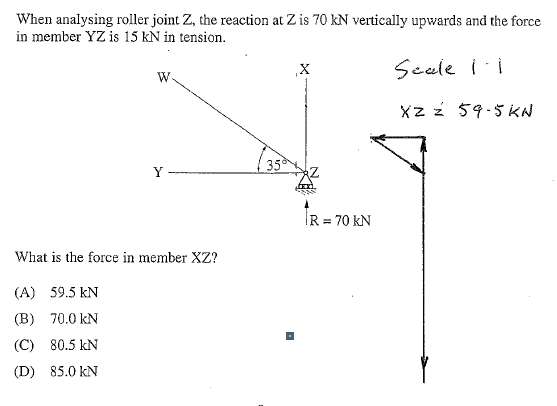 When analysing roller joint Z, the reaction at Z is 70 kN vertically upwards and the force
in member YZ is 15 kN in tension.
Scale 1:1
X
W
XZ = 59.5 kN
35°
Y
Z
R = 70 kN
What is the force in member XZ?
(A) 59.5 kN
(B) 70.0 kN
(C) 80.5 kN
(D) 85.0 kN